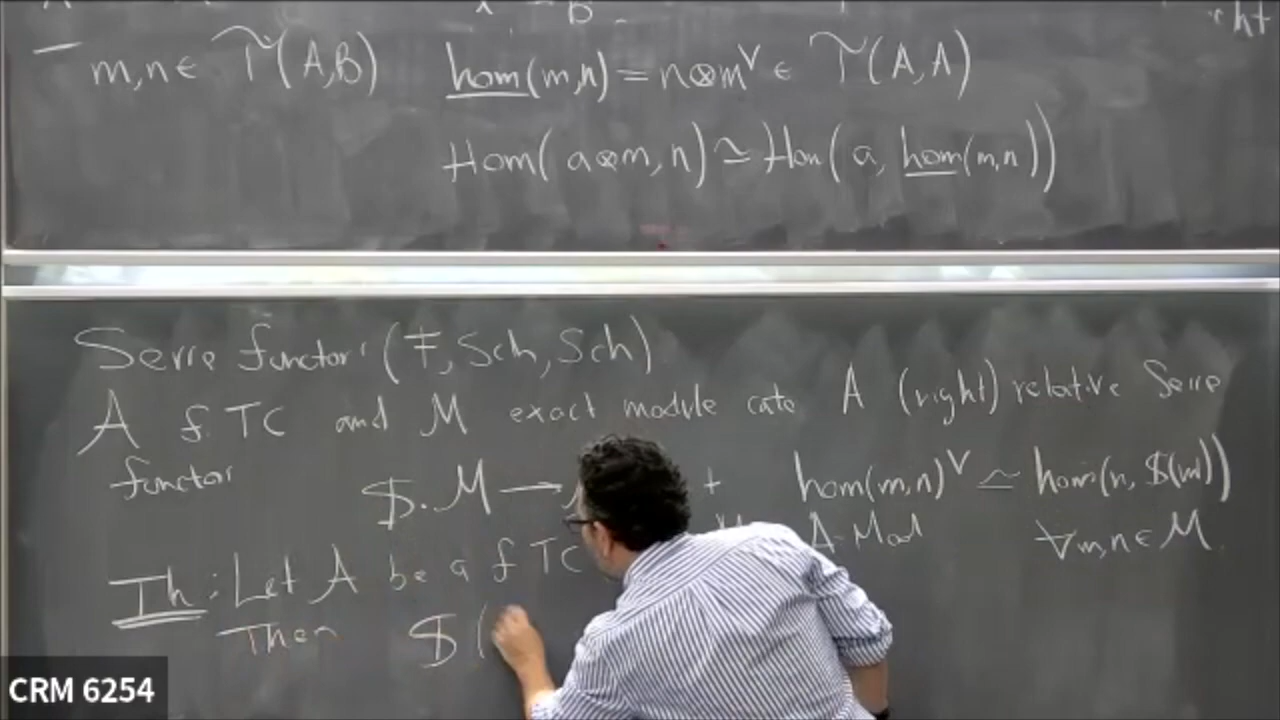 m,n ∈ 𝒯(A,B) hom(m,n) = n⊗m^∨ ∈ 𝒯(A,A)
Hom(a⊗m, n) ≃ Hom(a, hom(m,n))
Serre functor: (F, Sch, Sch)
A f. TC and M exact module cate A (right) relative Serre
functor $. M → + hom(m,n)^∨ ≃ hom(n, $(m))
A-Mod ∀m,n ∈ M.
Th: Let A be a f TC
Then $(
CRM 6254